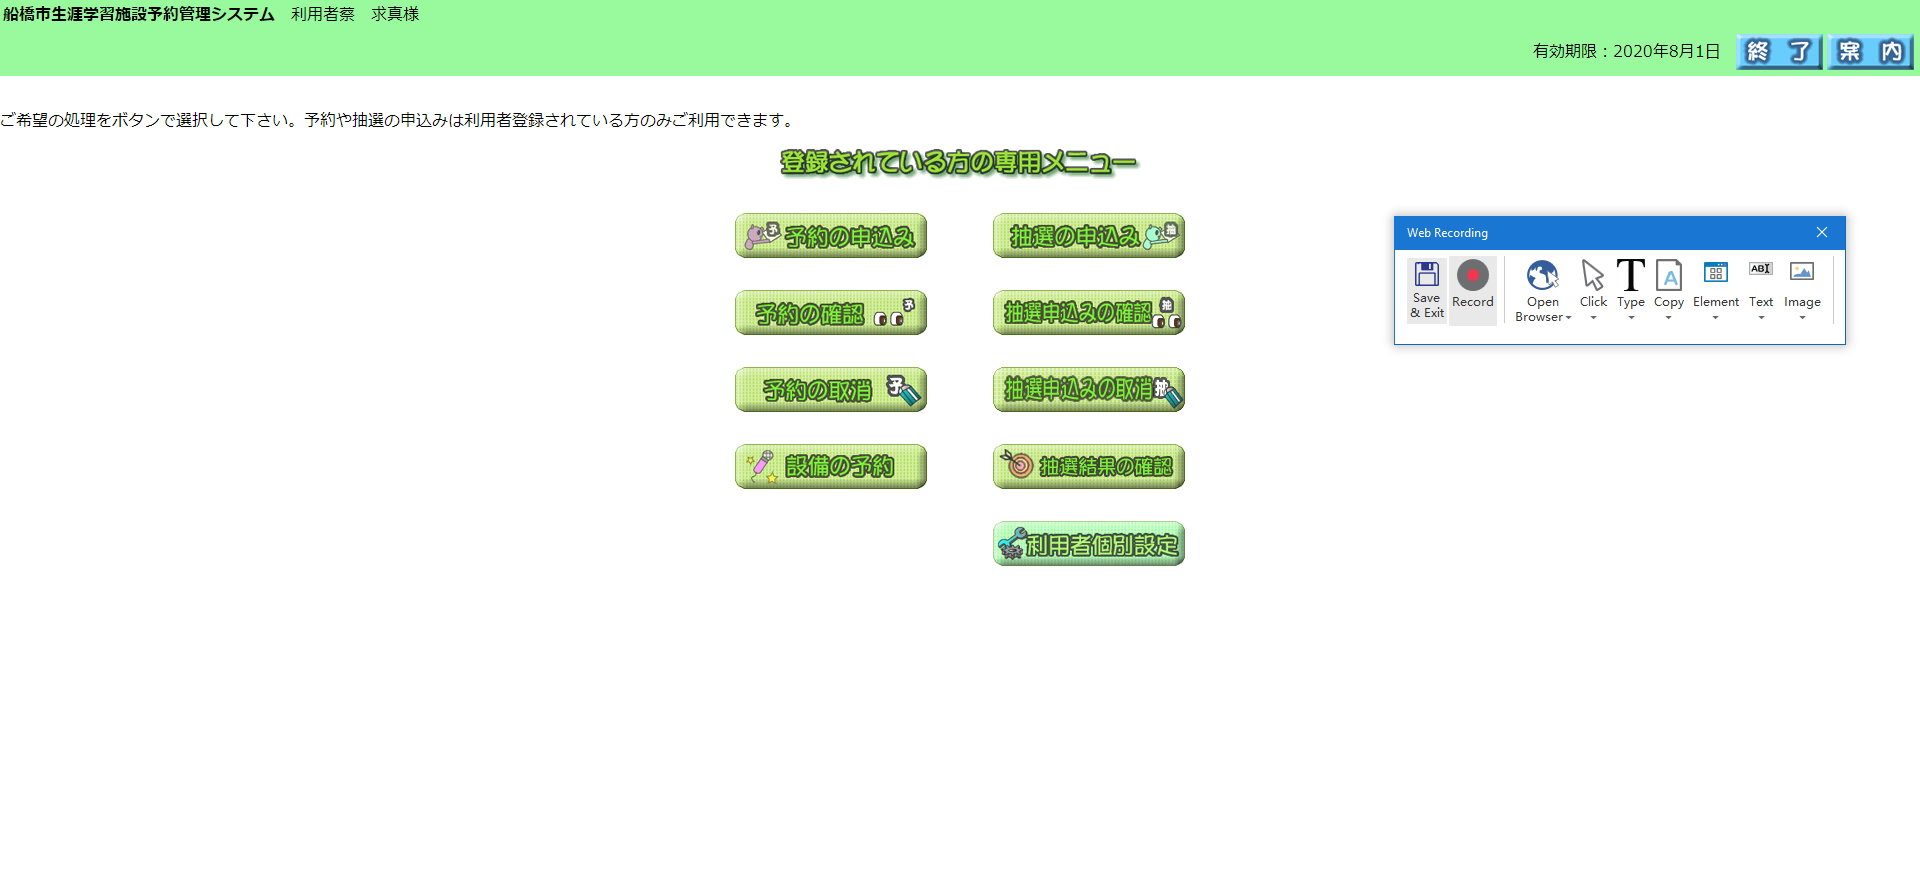 船橋市生涯学習施設予約管理システム　利用者察　求真様
有効期限：2020年8月1日
終 了
案 内
ご希望の処理をボタンで選択して下さい。予約や抽選の申込みは利用者登録されている方のみご利用できます。
登録されている方の専用メニュー
予 予約の申込み
抽選の申込み 抽
予約の確認 予
抽選申込みの確認 抽
予約の取消 予
抽選申込みの取消 抽
設備の予約
抽選結果の確認
利用者個別設定
Web Recording
Save & Exit
Record
Open Browser
Click
Type
Copy
Element
Text
Image
T
A
ABI